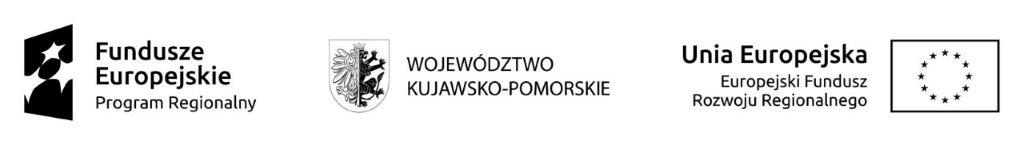 Fundusze
Europejskie
Program Regionalny
WOJEWÓDZTWO
KUJAWSKO-POMORSKIE
Unia Europejska
Europejski Fundusz
Rozwoju Regionalnego